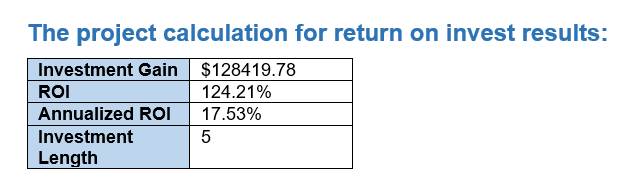 The project calculation for return on invest results:
Investment Gain $128419.78
ROI 124.21%
Annualized ROI 17.53%
Investment 5
Length